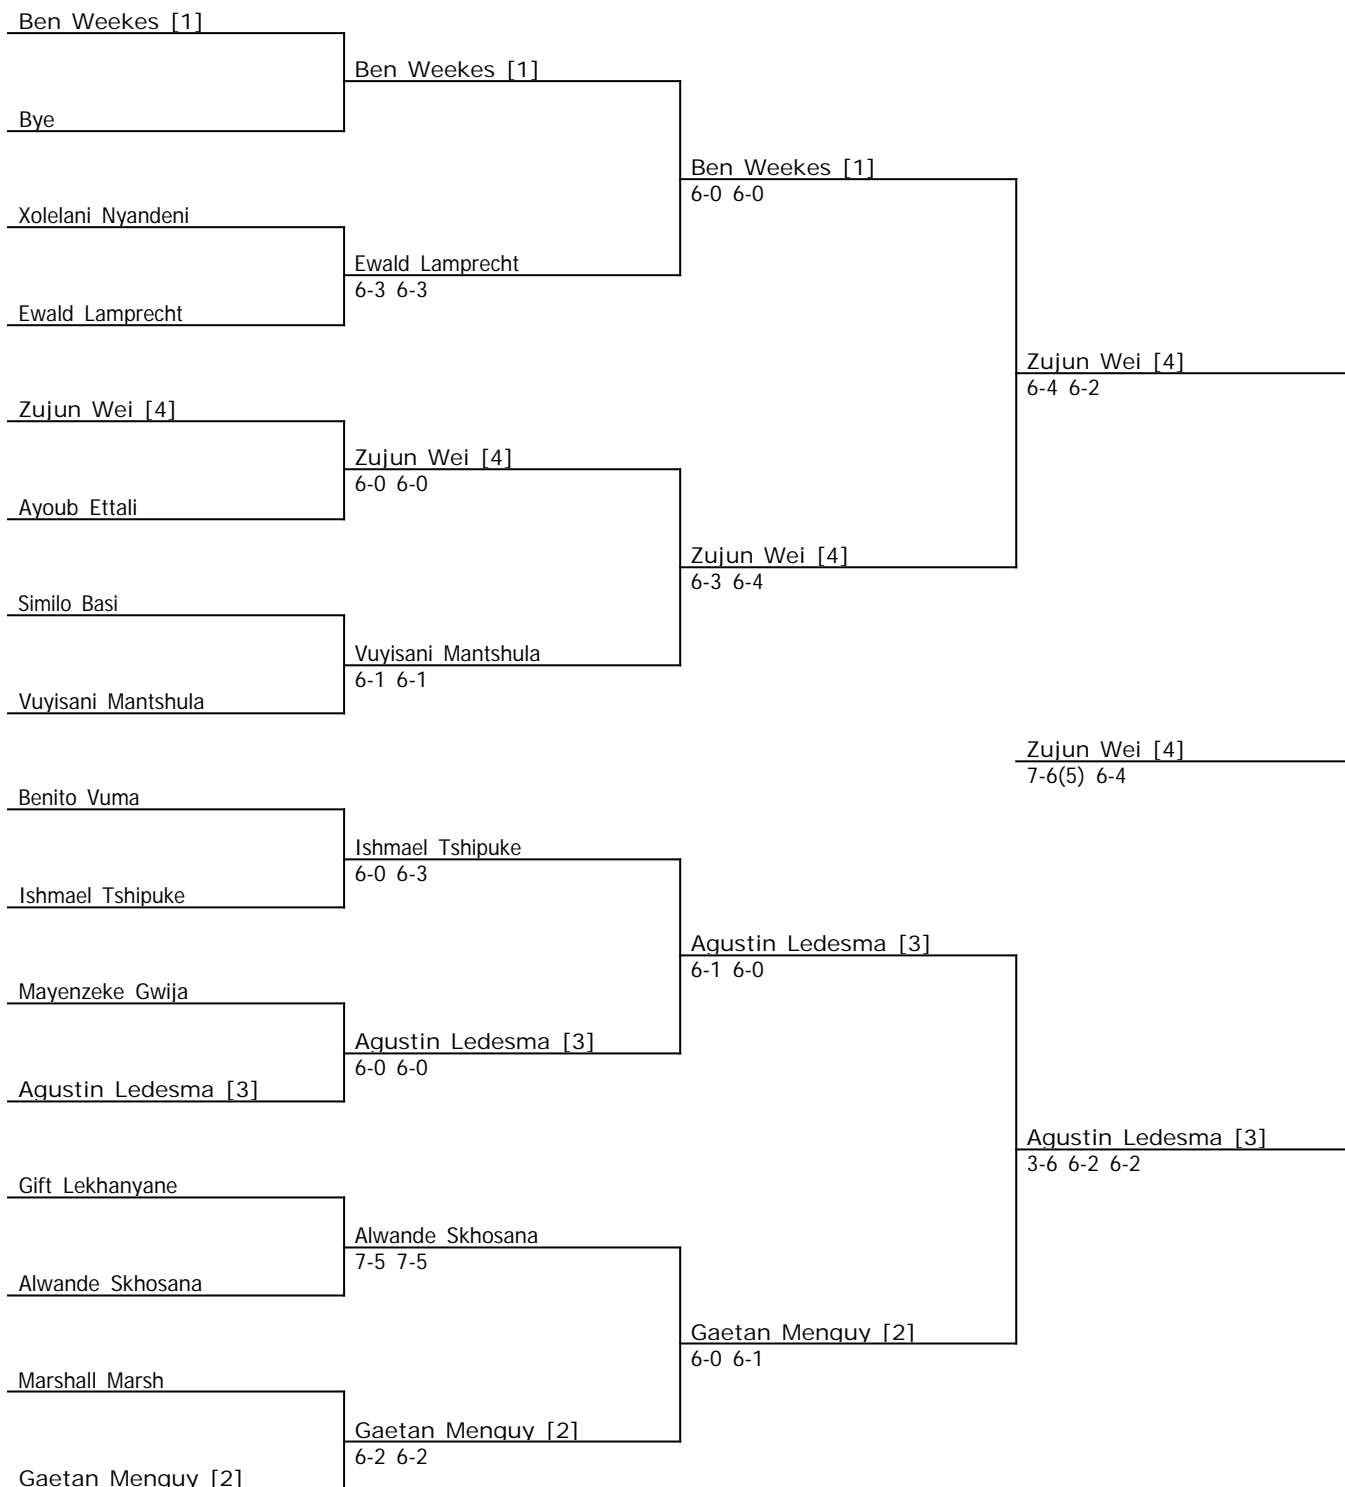 Ben Weekes [1]
Ben Weekes [1]
Bye
Ben Weekes [1]
6-0 6-0
Xolelani Nyandeni
Ewald Lamprecht
6-3 6-3
Ewald Lamprecht
Zujun Wei [4]
6-4 6-2
Zujun Wei [4]
Zujun Wei [4]
6-0 6-0
Ayoub Ettali
Zujun Wei [4]
6-3 6-4
Similo Basi
Vuyisani Mantshula
6-1 6-1
Vuyisani Mantshula
Zujun Wei [4]
7-6(5) 6-4
Benito Vuma
Ishmael Tshipuke
6-0 6-3
Ishmael Tshipuke
Agustin Ledesma [3]
6-1 6-0
Mayenzeke Gwija
Agustin Ledesma [3]
6-0 6-0
Agustin Ledesma [3]
Agustin Ledesma [3]
3-6 6-2 6-2
Gift Lekhanyane
Alwande Skhosana
7-5 7-5
Alwande Skhosana
Gaetan Menguy [2]
6-0 6-1
Marshall Marsh
Gaetan Menguy [2]
6-2 6-2
Gaetan Menguy [2]